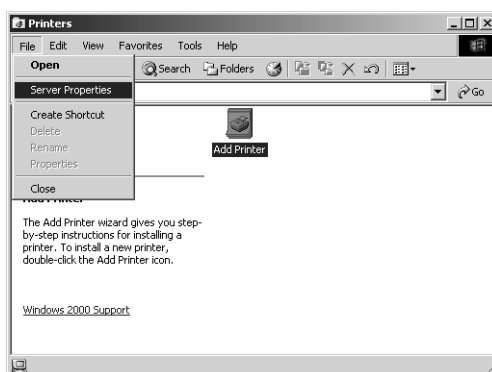 Printers
File Edit View Favorites Tools Help
Open
Server Properties
Create Shortcut
Delete
Rename
Properties
Close
Search Folders
Go
Add Printer
The Add Printer wizard gives you step-
by-step instructions for installing a
printer. To install a new printer,
double-click the Add Printer icon.
Windows 2000 Support